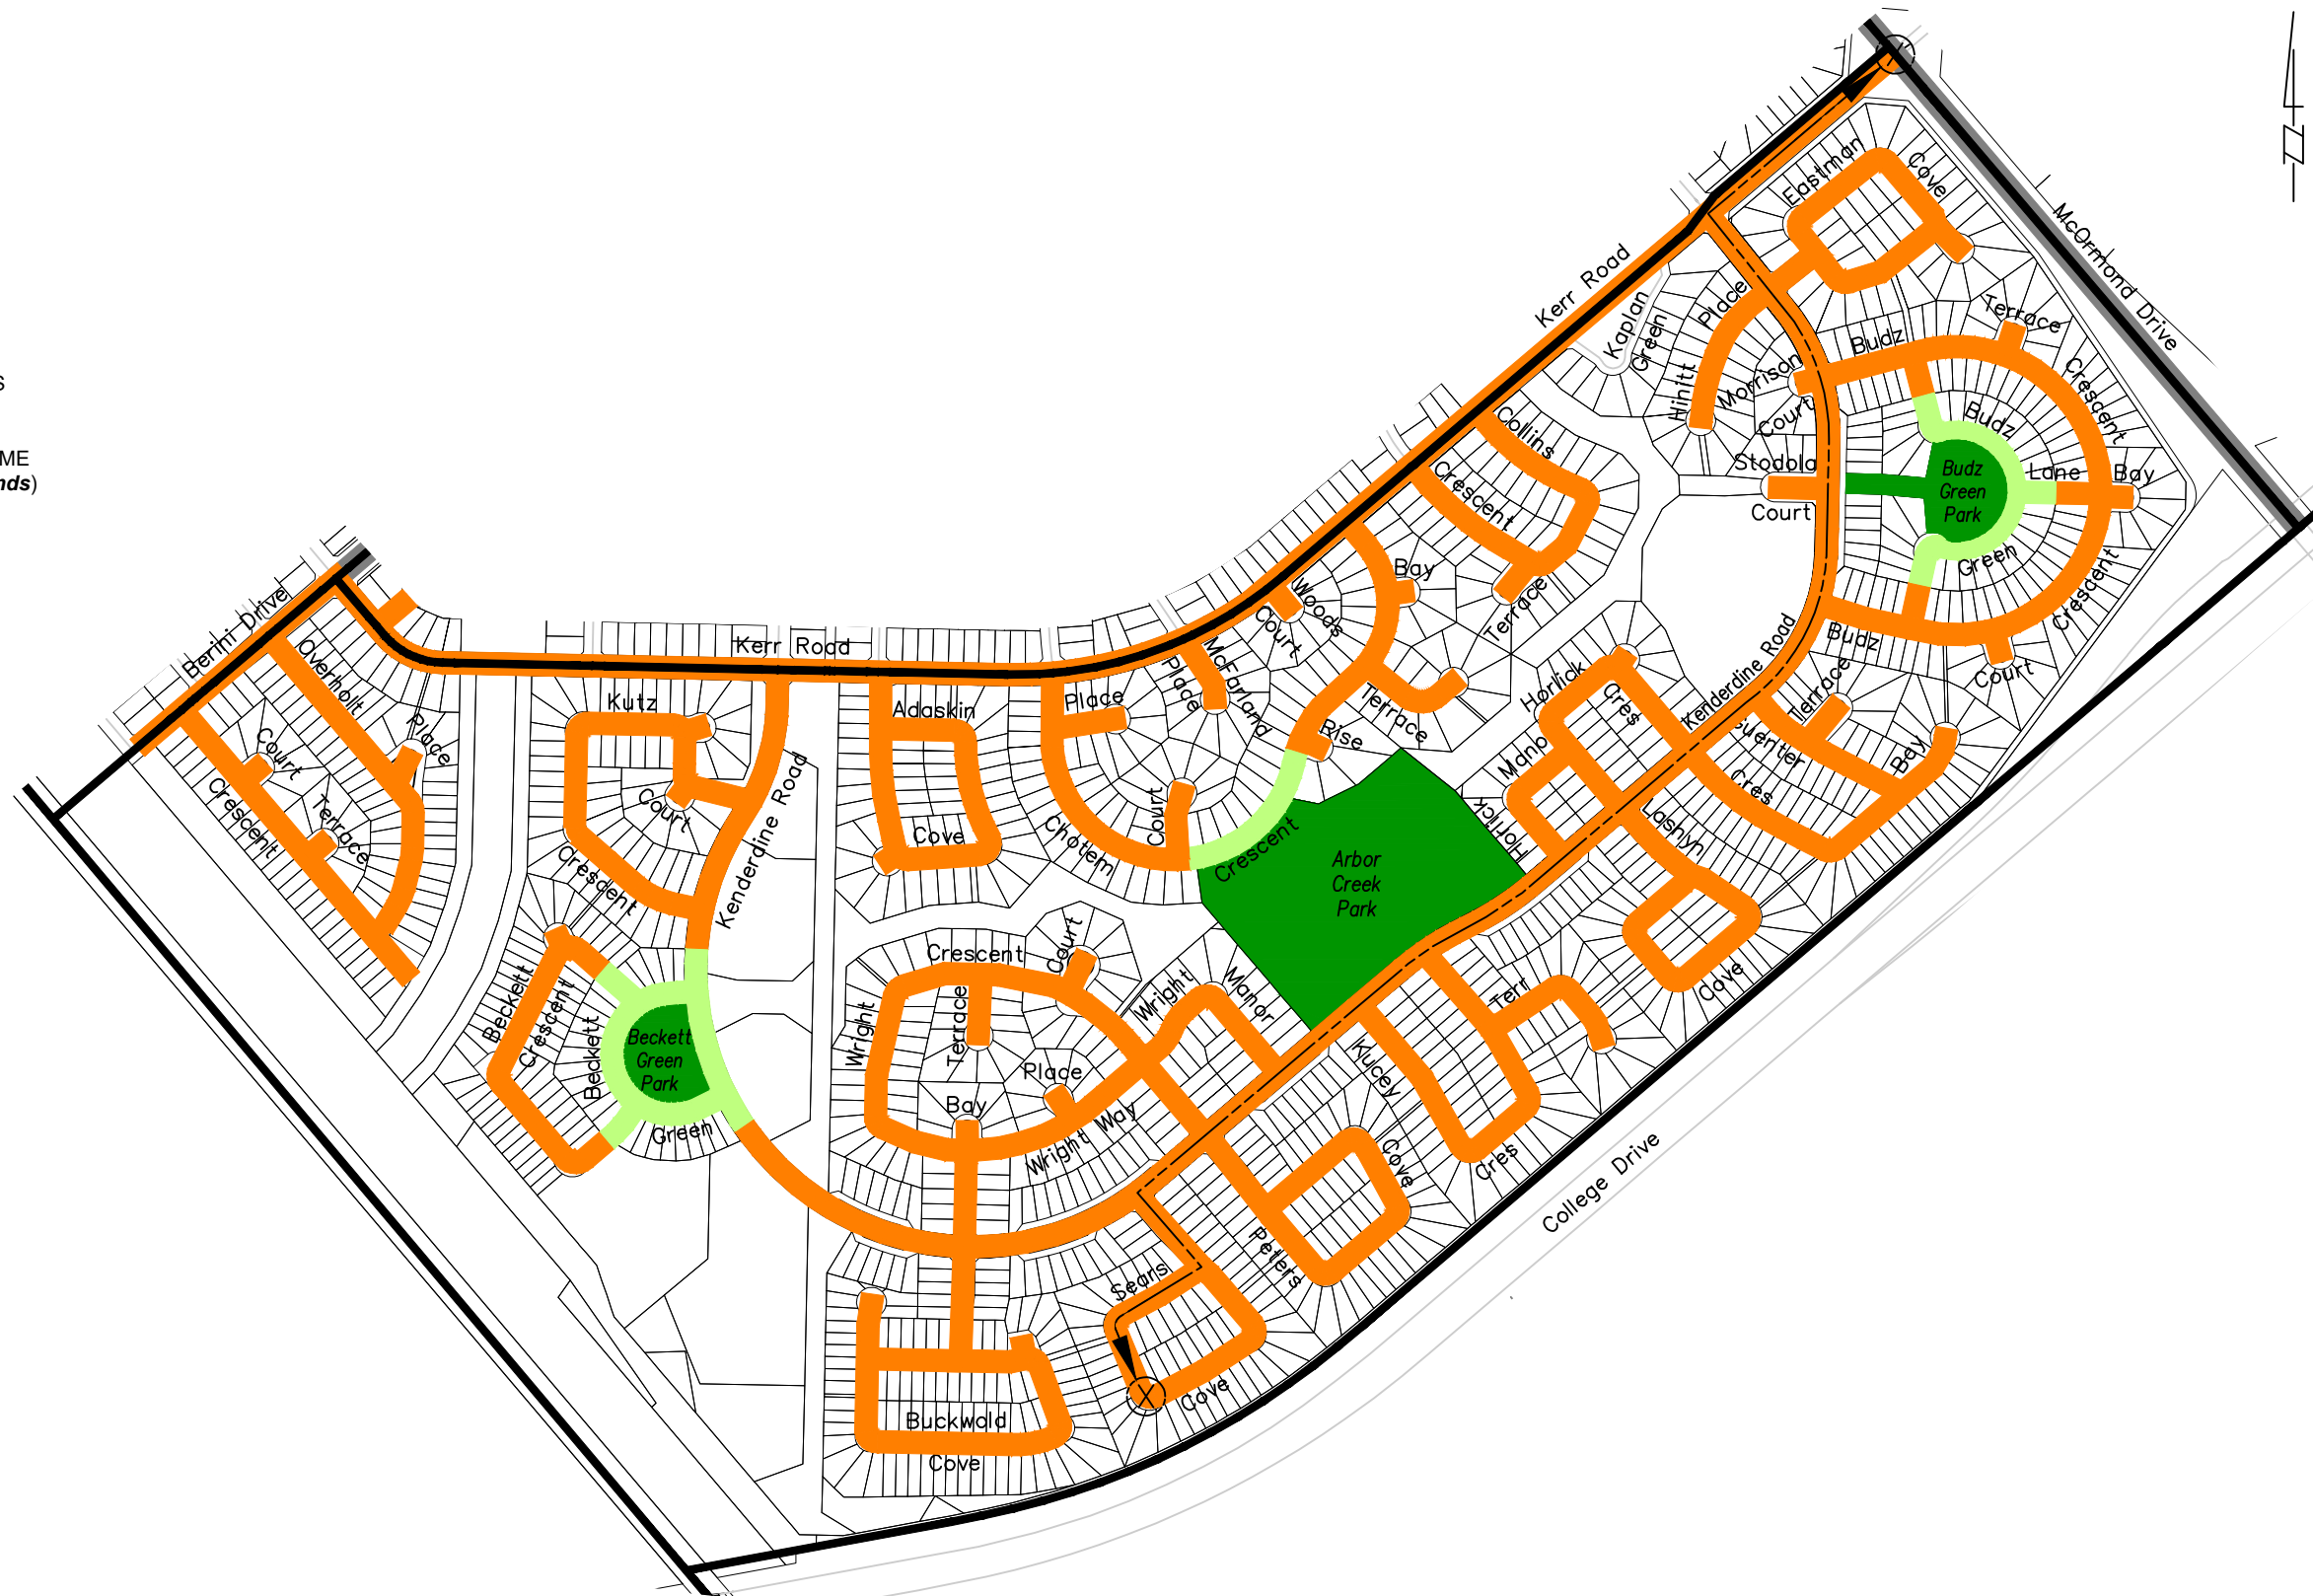 S
ME
nds)
Eastman
Cove
McOrmond Drive
Kerr Road
Kaplan
Green
Place
Hinitt
Terrace
Budz
Morrison
Court
Crescent
Budz
Stodola
Court
Budz
Green
Park
Lane
Bay
Green
Crescent
Budz
Court
Collins
Crescent
Bay
Terrace
Woods
Court
Berini Drive
Overholt
Place
Court
Terrace
Crescent
Kerr Road
Kutz
Court
Crescent
Kenderdine Road
Adaskin
Cove
Place
Place
McFarland
Court
Chotem
Crescent
Rise
Terrace
Horlick
Cres
Mano
Horlick
Kenderdine Road
Terrace
Guenter
Cres
Bay
Lashyn
Cove
Arbor
Creek
Park
Beckett
Crescent
Beckett
Beckett
Green
Park
Green
Crescent
Court
Wright
Terrace
Place
Bay
Wright Way
Wright
Manor
Terr
Kucey
Cres
Cove
Peters
Sears
Cove
X
Buckwold
Cove
College Drive